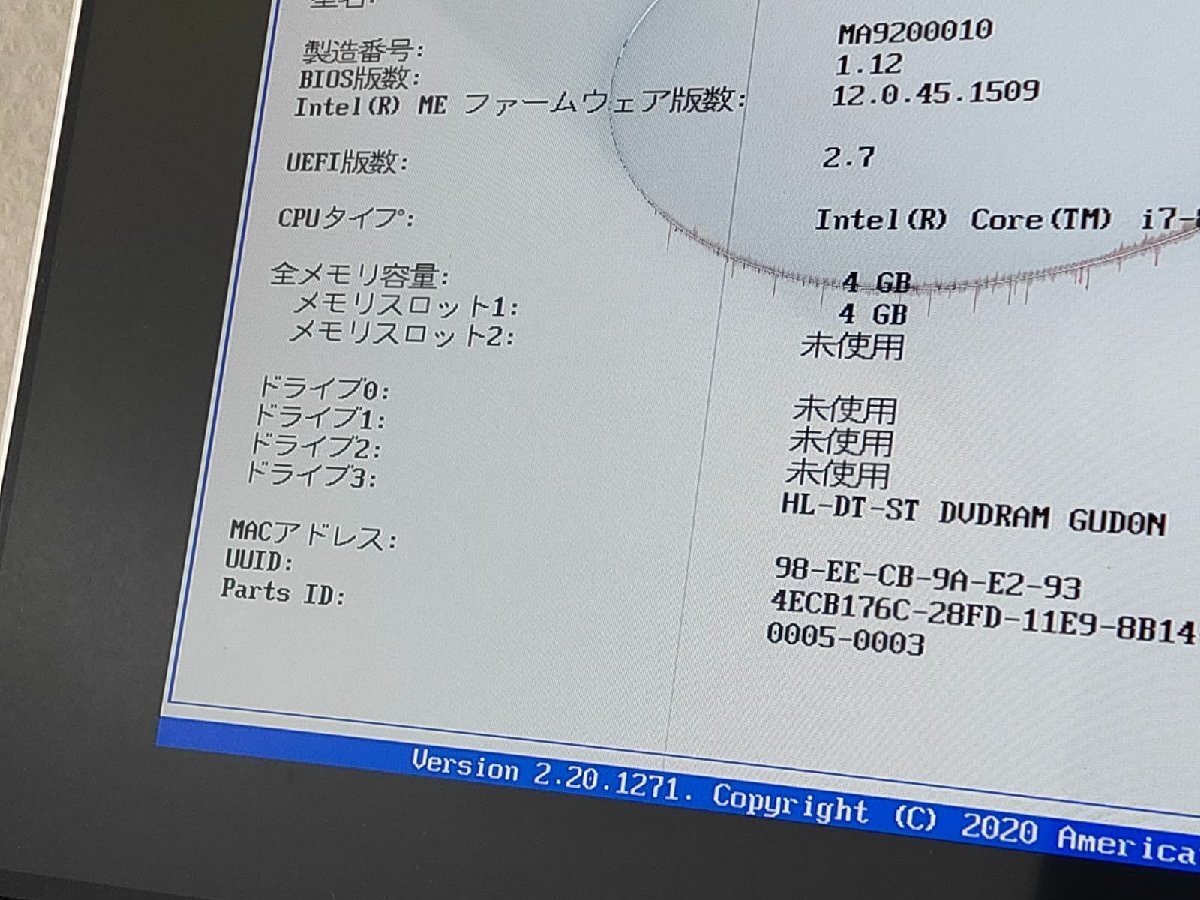 型名:
製造番号: MA9200010
BIOS版数: 1.12
Intel(R) ME ファームウェア版数: 12.0.45.1509
UEFI版数: 2.7
CPUタイプ: Intel(R) Core(TM) i7-
全メモリ容量: 4 GB
メモリスロット1: 4 GB
メモリスロット2: 未使用
ドライブ0: 未使用
ドライブ1: 未使用
ドライブ2: 未使用
ドライブ3: HL-DT-ST DVDRAM GUD0N
MACアドレス: 98-EE-CB-9A-E2-93
UUID: 4ECB176C-28FD-11E9-8B14-
Parts ID: 0005-0003
Version 2.20.1271. Copyright (C) 2020 America